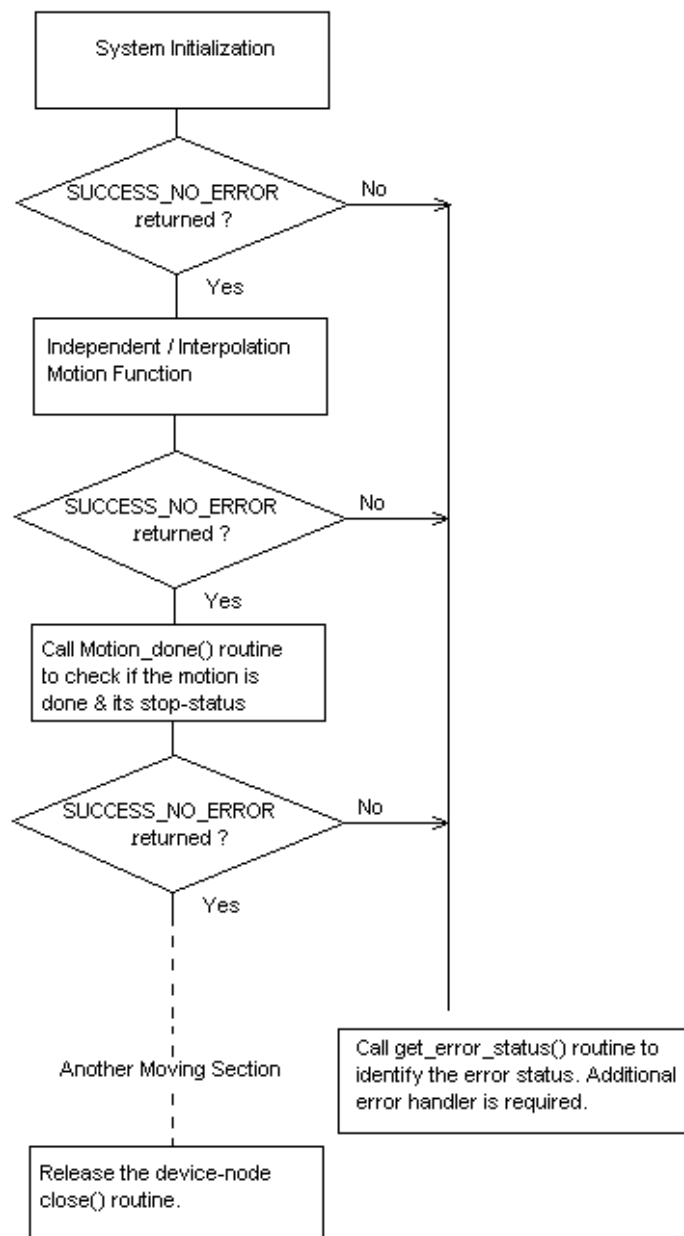 System Initialization
SUCCESS_NO_ERROR
returned ?
No
Yes
Independent / Interpolation
Motion Function
SUCCESS_NO_ERROR
returned ?
No
Yes
Call Motion_done() routine
to check if the motion is
done & its stop-status
SUCCESS_NO_ERROR
returned ?
No
Yes
Another Moving Section
Call get_error_status() routine to
identify the error status. Additional
error handler is required.
Release the device-node
close() routine.